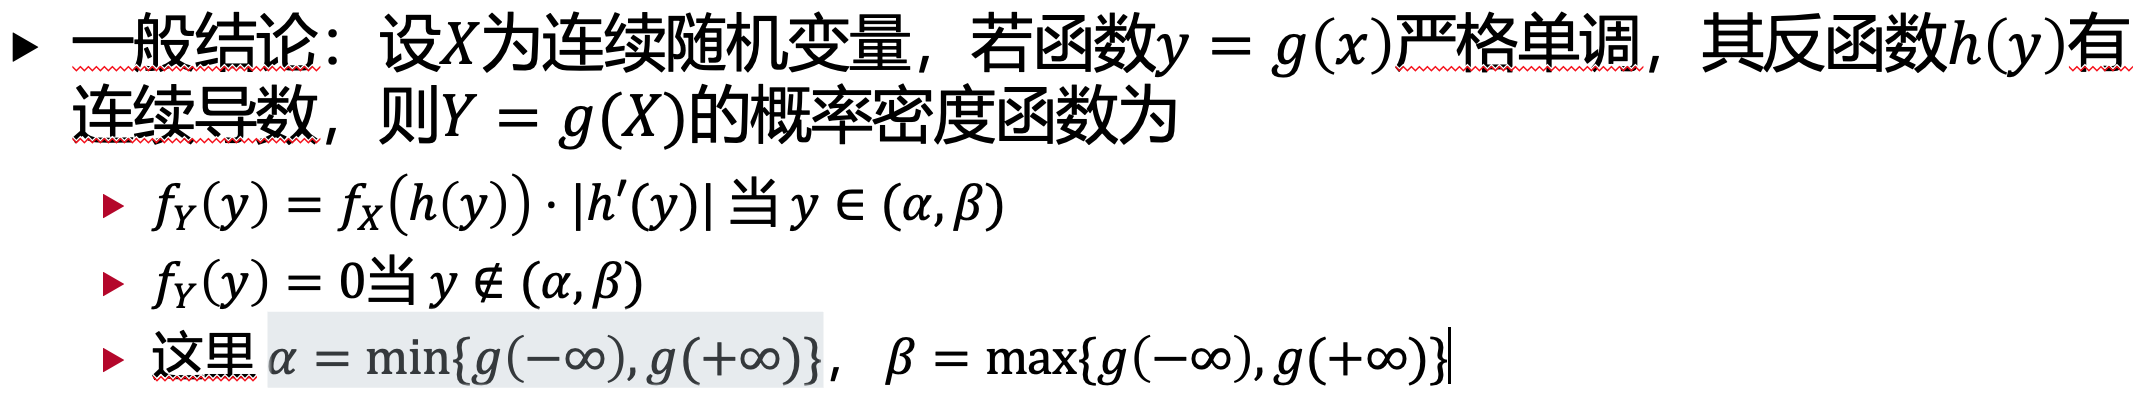 一般结论：设X为连续随机变量，若函数y = g(x)严格单调，其反函数h(y)有
连续导数，则Y = g(X)的概率密度函数为
f_Y(y) = f_X(h(y)) · |h′(y)| 当 y ∈ (α, β)
f_Y(y) = 0当 y ∉ (α, β)
这里 α = min{g(−∞), g(+∞)}， β = max{g(−∞), g(+∞)}